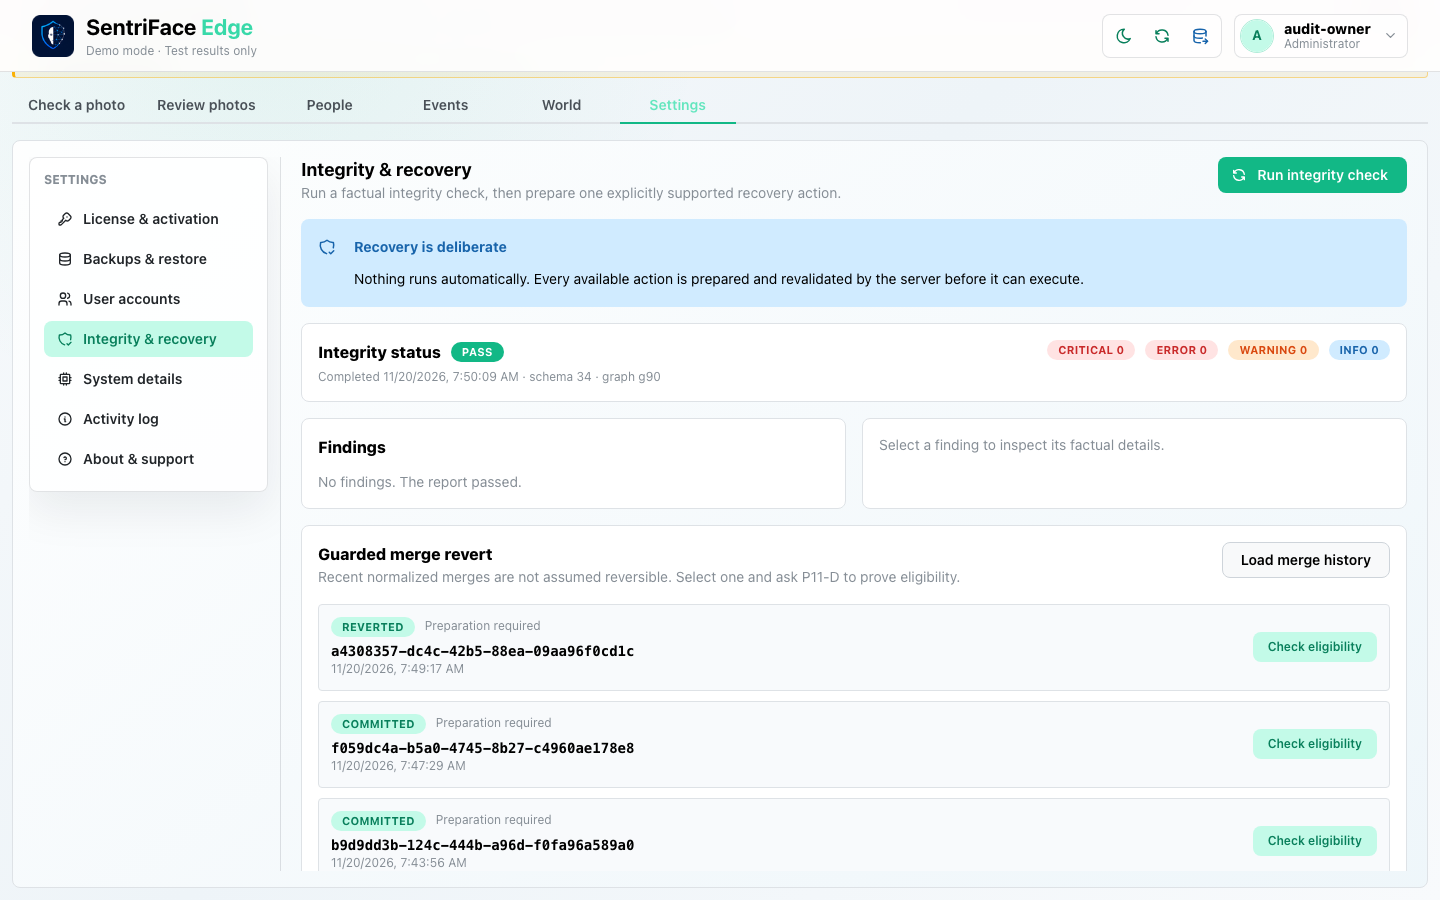 SentriFace Edge
Demo mode · Test results only
A
audit-owner
Administrator
Check a photo
Review photos
People
Events
World
Settings
SETTINGS
License & activation
Backups & restore
User accounts
Integrity & recovery
System details
Activity log
About & support
Integrity & recovery
Run a factual integrity check, then prepare one explicitly supported recovery action.
Run integrity check
Recovery is deliberate
Nothing runs automatically. Every available action is prepared and revalidated by the server before it can execute.
Integrity status PASS
CRITICAL 0 ERROR 0 WARNING 0 INFO 0
Completed 11/20/2026, 7:50:09 AM · schema 34 · graph g90
Findings
No findings. The report passed.
Select a finding to inspect its factual details.
Guarded merge revert
Recent normalized merges are not assumed reversible. Select one and ask P11-D to prove eligibility.
Load merge history
REVERTED Preparation required
a4308357-dc4c-42b5-88ea-09aa96f0cd1c
11/20/2026, 7:49:17 AM
Check eligibility
COMMITTED Preparation required
f059dc4a-b5a0-4745-8b27-c4960ae178e8
11/20/2026, 7:47:29 AM
Check eligibility
COMMITTED Preparation required
b9d9dd3b-124c-444b-a96d-f0fa96a589a0
11/20/2026, 7:43:56 AM
Check eligibility